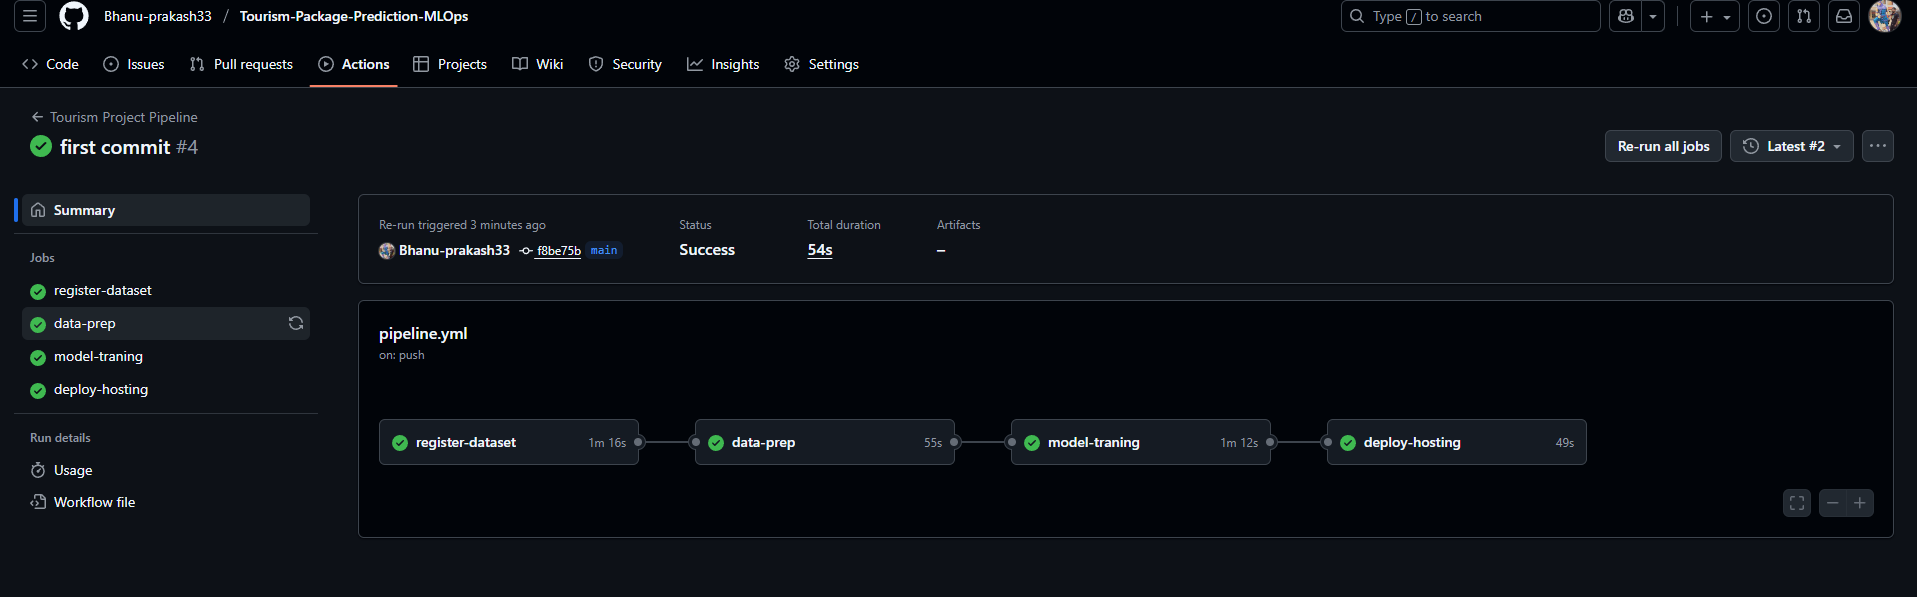 Bhanu-prakash33 / Tourism-Package-Prediction-MLOps
Type / to search
Code Issues Pull requests Actions Projects Wiki Security Insights Settings
← Tourism Project Pipeline
first commit #4
Re-run all jobs Latest #2 ···
Summary
Jobs
register-dataset
data-prep
model-traning
deploy-hosting
Run details
Usage
Workflow file
Re-run triggered 3 minutes ago
Bhanu-prakash33 f8be75b main
Status
Success
Total duration
54s
Artifacts
–
pipeline.yml
on: push
register-dataset 1m 16s
data-prep 55s
model-traning 1m 12s
deploy-hosting 49s